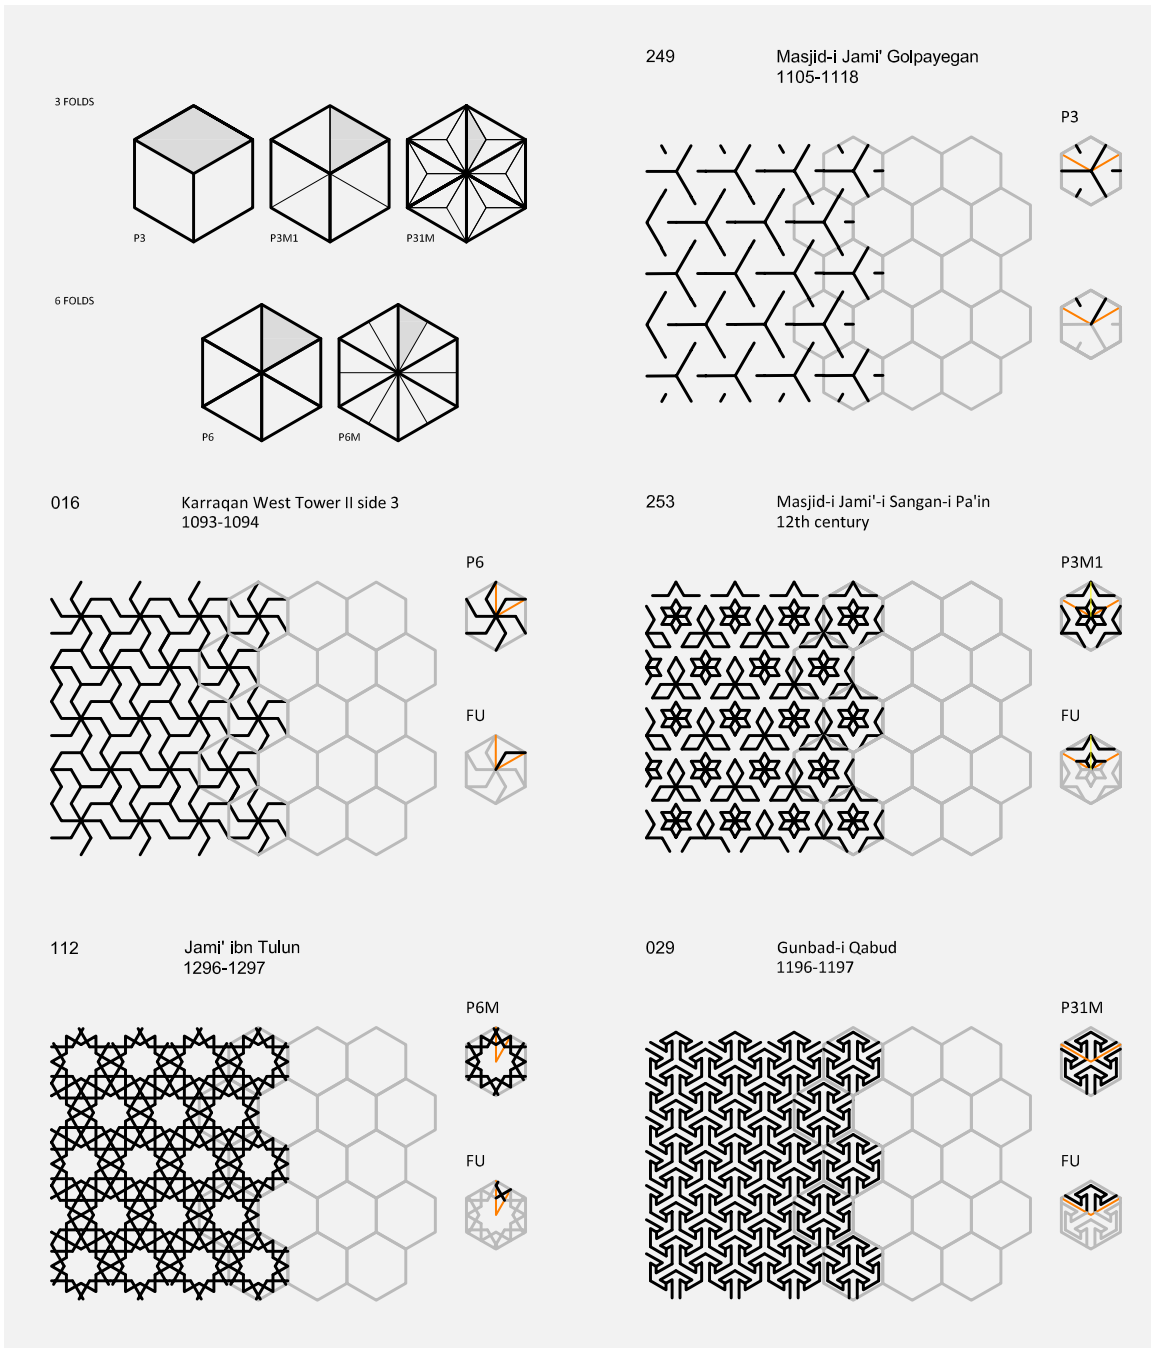 3 FOLDS
P3
P3M1
P31M
6 FOLDS
P6
P6M
249
Masjid-i Jami' Golpayegan
1105-1118
P3
016
Karraqan West Tower II side 3
1093-1094
P6
FU
253
Masjid-i Jami'-i Sangan-i Pa'in
12th century
P3M1
FU
112
Jami' ibn Tulun
1296-1297
P6M
FU
029
Gunbad-i Qabud
1196-1197
P31M
FU